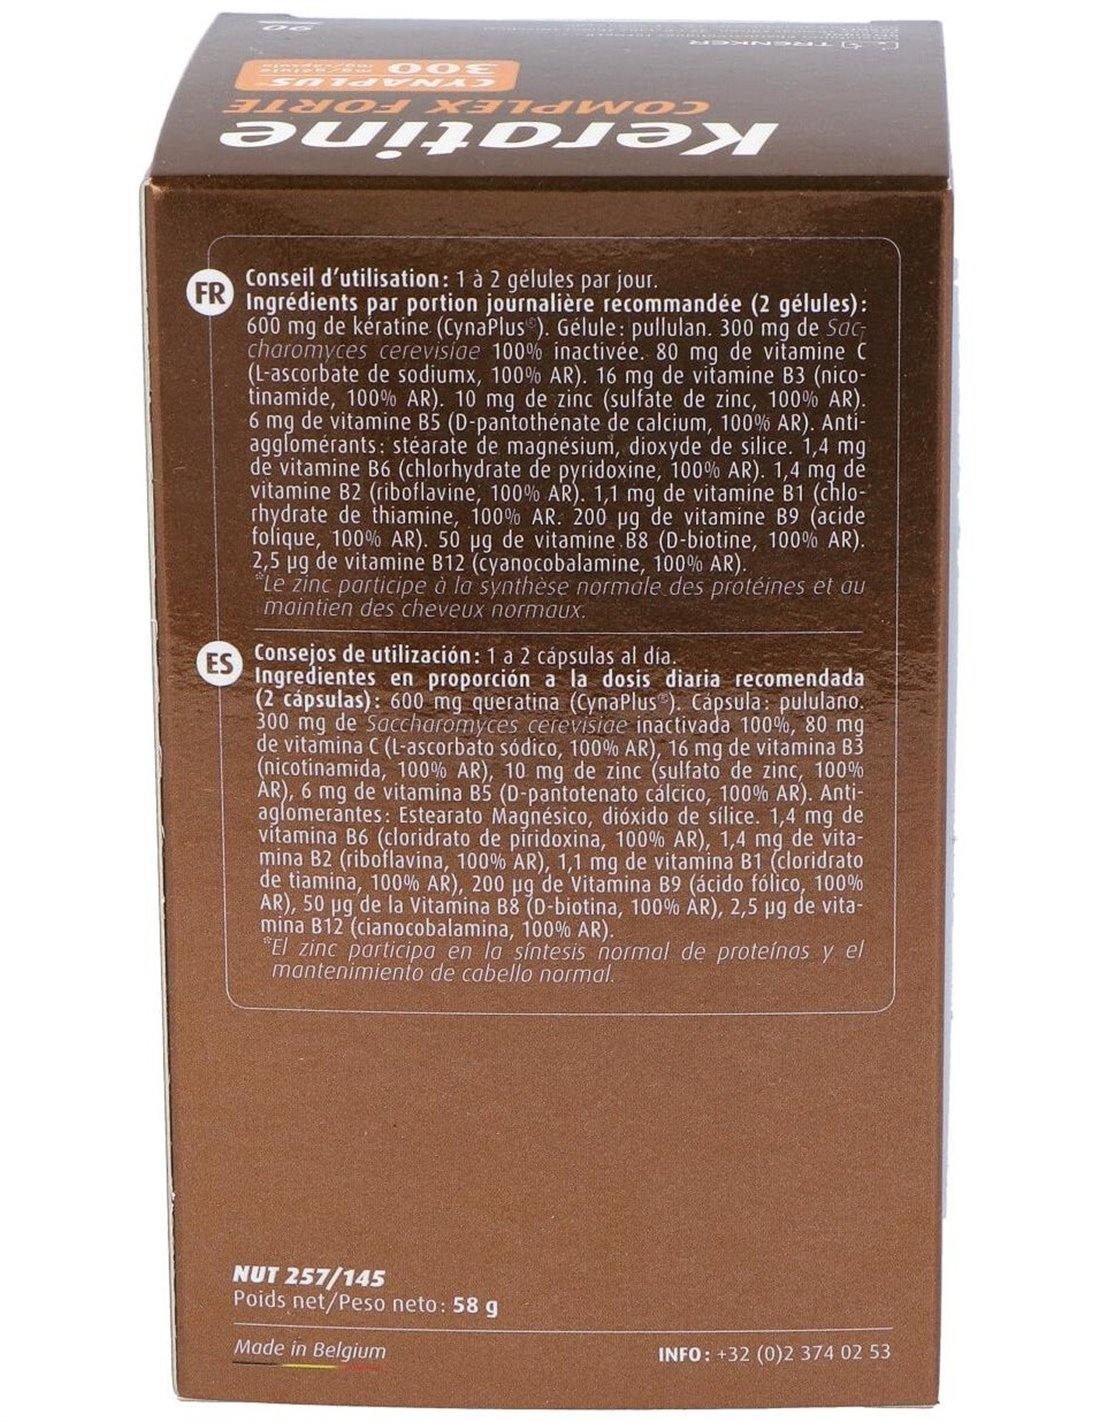 90
TRENKER
CYNAPLUS
300 mg/gélule
COMPLEX FORTE
Keratine
FR
Conseil d’utilisation : 1 à 2 gélules par jour.
Ingrédients par portion journalière recommandée (2 gélules) :
600 mg de kératine (CynaPlus®). Gélule : pullulan. 300 mg de Sac-
charomyces cerevisiae 100% inactivée. 80 mg de vitamine C
(L-ascorbate de sodiumx, 100% AR). 16 mg de vitamine B3 (nico-
tinamide, 100% AR). 10 mg de zinc (sulfate de zinc, 100% AR).
6 mg de vitamine B5 (D-pantothénate de calcium, 100% AR). Anti-
agglomérants : stéarate de magnésium, dioxyde de silice. 1,4 mg
de vitamine B6 (chlorhydrate de pyridoxine, 100% AR). 1,4 mg de
vitamine B2 (riboflavine, 100% AR). 1,1 mg de vitamine B1 (chlo-
rhydrate de thiamine, 100% AR. 200 µg de vitamine B9 (acide
folique, 100% AR). 50 µg de vitamine B8 (D-biotine, 100% AR).
2,5 µg de vitamine B12 (cyanocobalamine, 100% AR).
*Le zinc participe à la synthèse normale des protéines et au
maintien des cheveux normaux.
ES
Consejos de utilización : 1 a 2 cápsulas al día.
Ingredientes en proporción a la dosis diaria recomendada
(2 cápsulas) : 600 mg queratina (CynaPlus®). Cápsula : pululano.
300 mg de Saccharomyces cerevisiae inactivada 100%, 80 mg
de vitamina C (L-ascorbato sódico, 100% AR), 16 mg de vitamina B3
(nicotinamida, 100% AR), 10 mg de zinc (sulfato de zinc, 100%
AR), 6 mg de vitamina B5 (D-pantotenato cálcico, 100% AR). Anti-
aglomerantes : Estearato Magnésico, dióxido de sílice. 1,4 mg de
vitamina B6 (cloridrato de piridoxina, 100% AR), 1,4 mg de vita-
mina B2 (riboflavina, 100% AR), 1,1 mg de vitamina B1 (cloridrato
de tiamina, 100% AR), 200 µg de Vitamina B9 (ácido fólico, 100%
AR), 50 µg de la Vitamina B8 (D-biotina, 100% AR), 2,5 µg de vita-
mina B12 (cianocobalamina, 100% AR).
*El zinc participa en la síntesis normal de proteínas y el
mantenimiento de cabello normal.
NUT 257/145
Poids net/Peso neto : 58 g
Made in Belgium
INFO : +32 (0)2 374 02 53